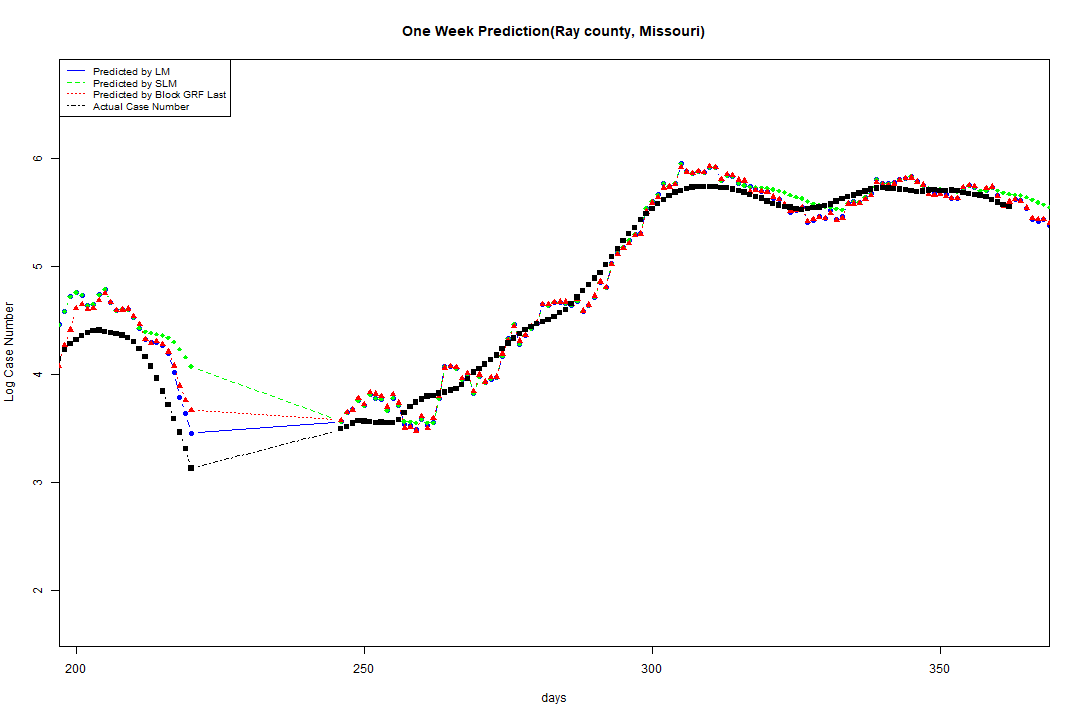 One Week Prediction(Ray county, Missouri)
Predicted by LM
Predicted by SLM
Predicted by Block GRF Last
Actual Case Number
6
5
4
3
2
Log Case Number
200 250 300 350
days